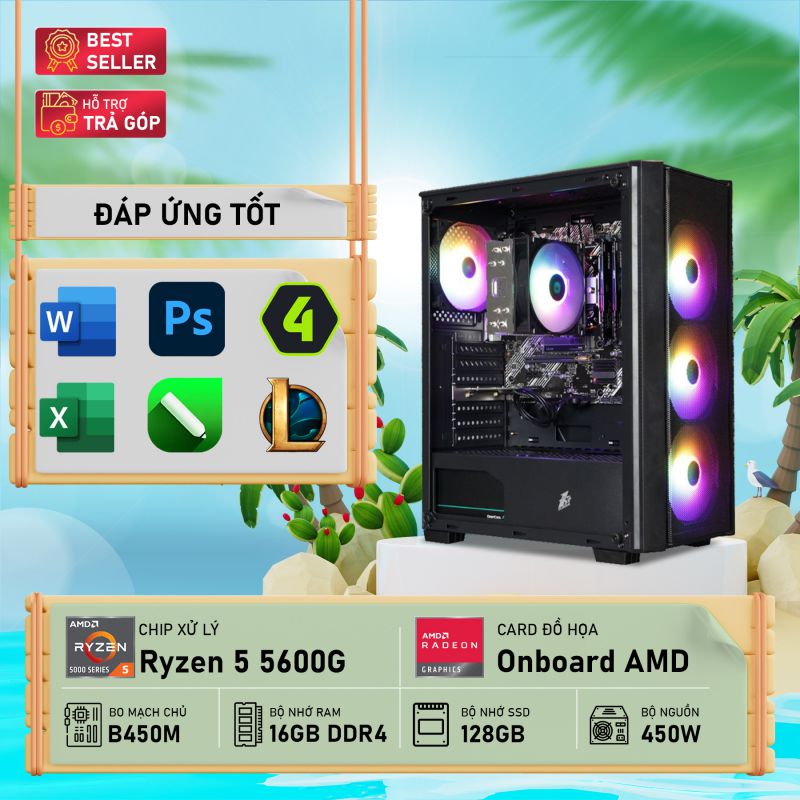 BEST
SELLER
HỖ TRỢ
TRẢ GÓP
ĐÁP ỨNG TỐT
W
Ps
4
X
L
AMD
RYZEN
5000 SERIES 5
CHIP XỬ LÝ
Ryzen 5 5600G
AMD
RADEON
GRAPHICS
CARD ĐỒ HỌA
Onboard AMD
BO MẠCH CHỦ
B450M
BỘ NHỚ RAM
16GB DDR4
BỘ NHỚ SSD
128GB
BỘ NGUỒN
450W